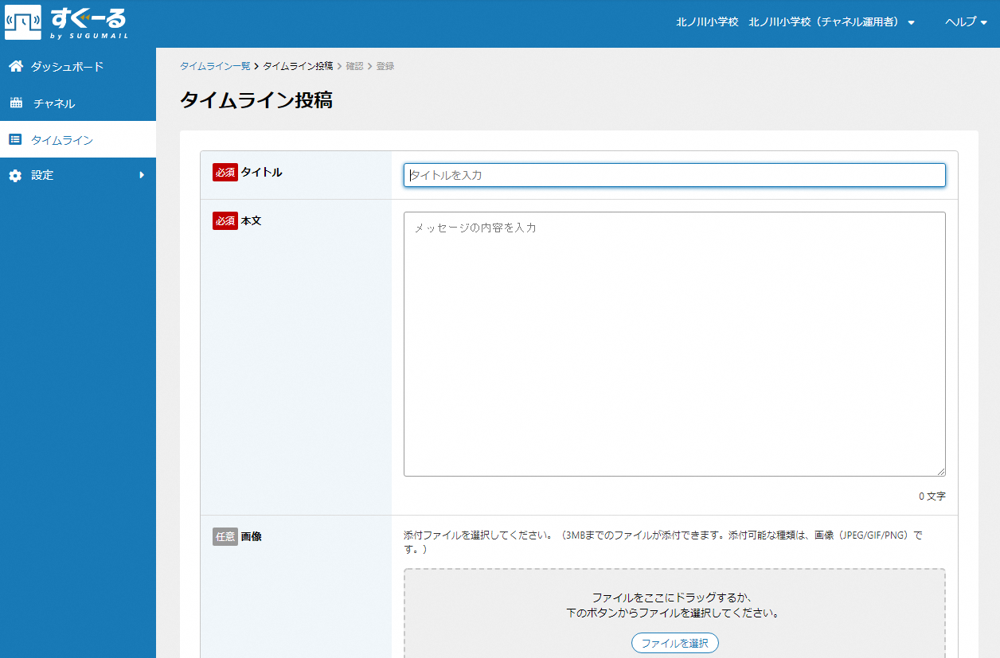 すぐーる
by SUGUMAIL
北ノ川小学校 北ノ川小学校（チャネル運用者） ヘルプ
ダッシュボード
チャネル
タイムライン
設定
タイムライン一覧 > タイムライン投稿 > 確認 > 登録
タイムライン投稿
必須 タイトル
タイトルを入力
必須 本文
メッセージの内容を入力
0 文字
任意 画像
添付ファイルを選択してください。（3MBまでのファイルが添付できます。添付可能な種類は、画像（JPEG/GIF/PNG）で
す。）
ファイルをここにドラッグするか、
下のボタンからファイルを選択してください。
ファイルを選択